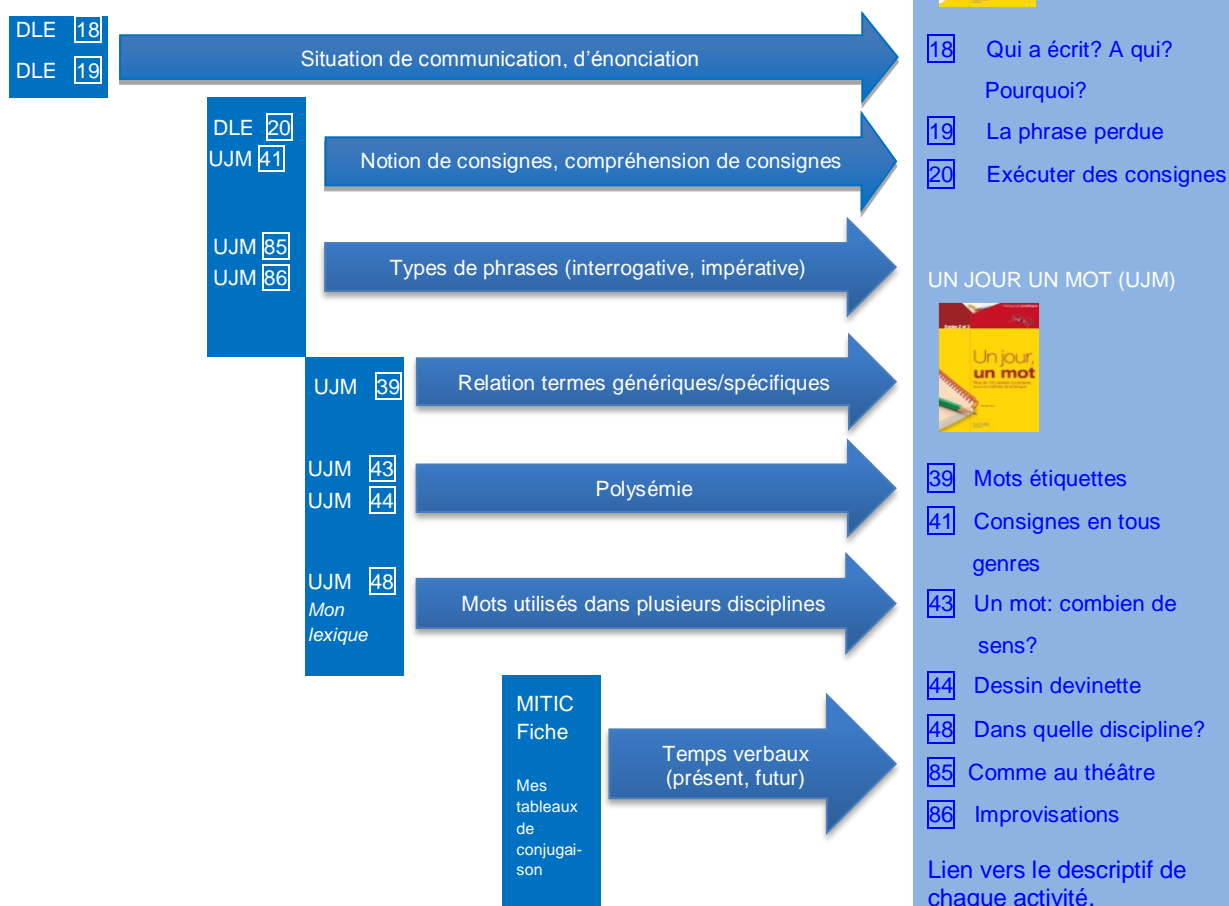 DLE 18
DLE 19
Situation de communication, d'énonciation
DLE 20
UJM 41
Notion de consignes, compréhension de consignes
UJM 85
UJM 86
Types de phrases (interrogative, impérative)
UJM 39
Relation termes génériques/spécifiques
UJM 43
UJM 44
Polysémie
UJM 48
Mon
lexique
Mots utilisés dans plusieurs disciplines
MITIC
Fiche
Mes
tableaux
de
conjugai-
son
Temps verbaux
(présent, futur)
18 Qui a écrit? A qui?
Pourquoi?
19 La phrase perdue
20 Exécuter des consignes
UN JOUR UN MOT (UJM)
Un jour,
un mot
39 Mots étiquettes
41 Consignes en tous
genres
43 Un mot: combien de
sens?
44 Dessin devinette
48 Dans quelle discipline?
85 Comme au théâtre
86 Improvisations
Lien vers le descriptif de
chaque activité.